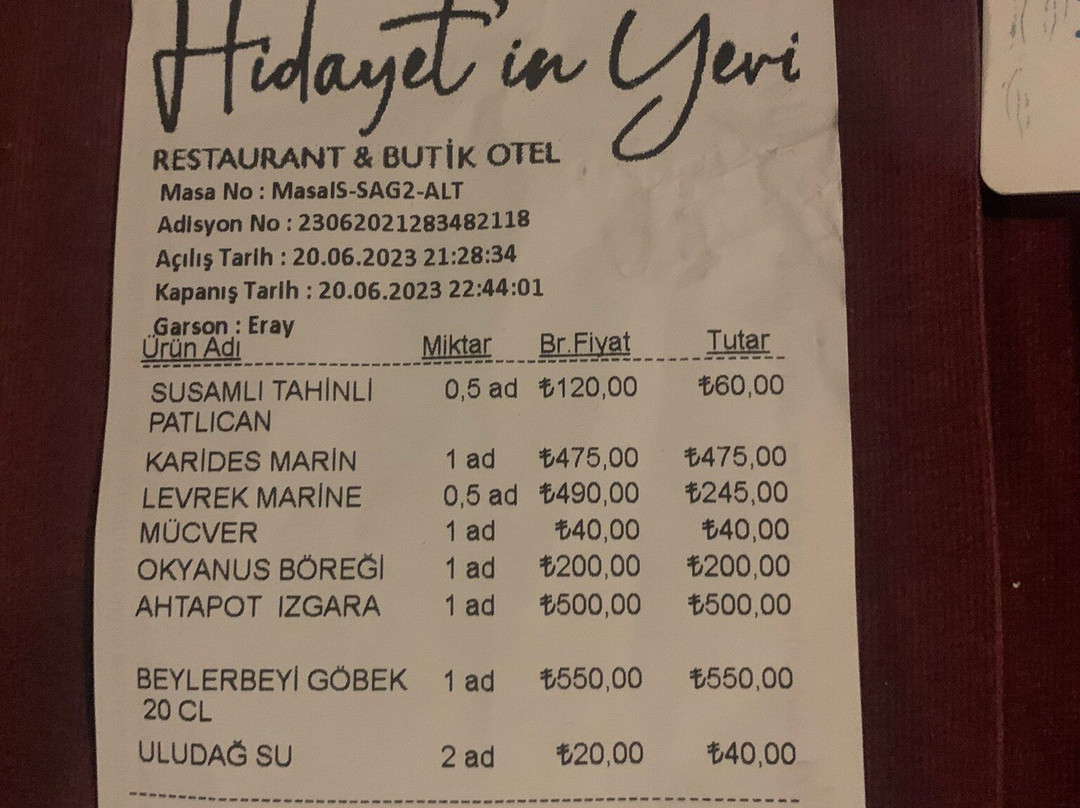 Hidayet'in Yeri
RESTAURANT & BUTİK OTEL
Masa No : MasaIS-SAG2-ALT
Adisyon No : 23062021283482118
Açılış Tarih : 20.06.2023 21:28:34
Kapanış Tarih : 20.06.2023 22:44:01
Garson : Eray
Ürün Adı Miktar Br.Fiyat Tutar
SUSAMLI TAHİNLİ 0,5 ad ₺120,00 ₺60,00
PATLICAN
KARİDES MARİN 1 ad ₺475,00 ₺475,00
LEVREK MARİNE 0,5 ad ₺490,00 ₺245,00
MÜCVER 1 ad ₺40,00 ₺40,00
OKYANUS BÖREĞİ 1 ad ₺200,00 ₺200,00
AHTAPOT IZGARA 1 ad ₺500,00 ₺500,00
BEYLERBEYİ GÖBEK 1 ad ₺550,00 ₺550,00
20 CL
ULUDAĞ SU 2 ad ₺20,00 ₺40,00